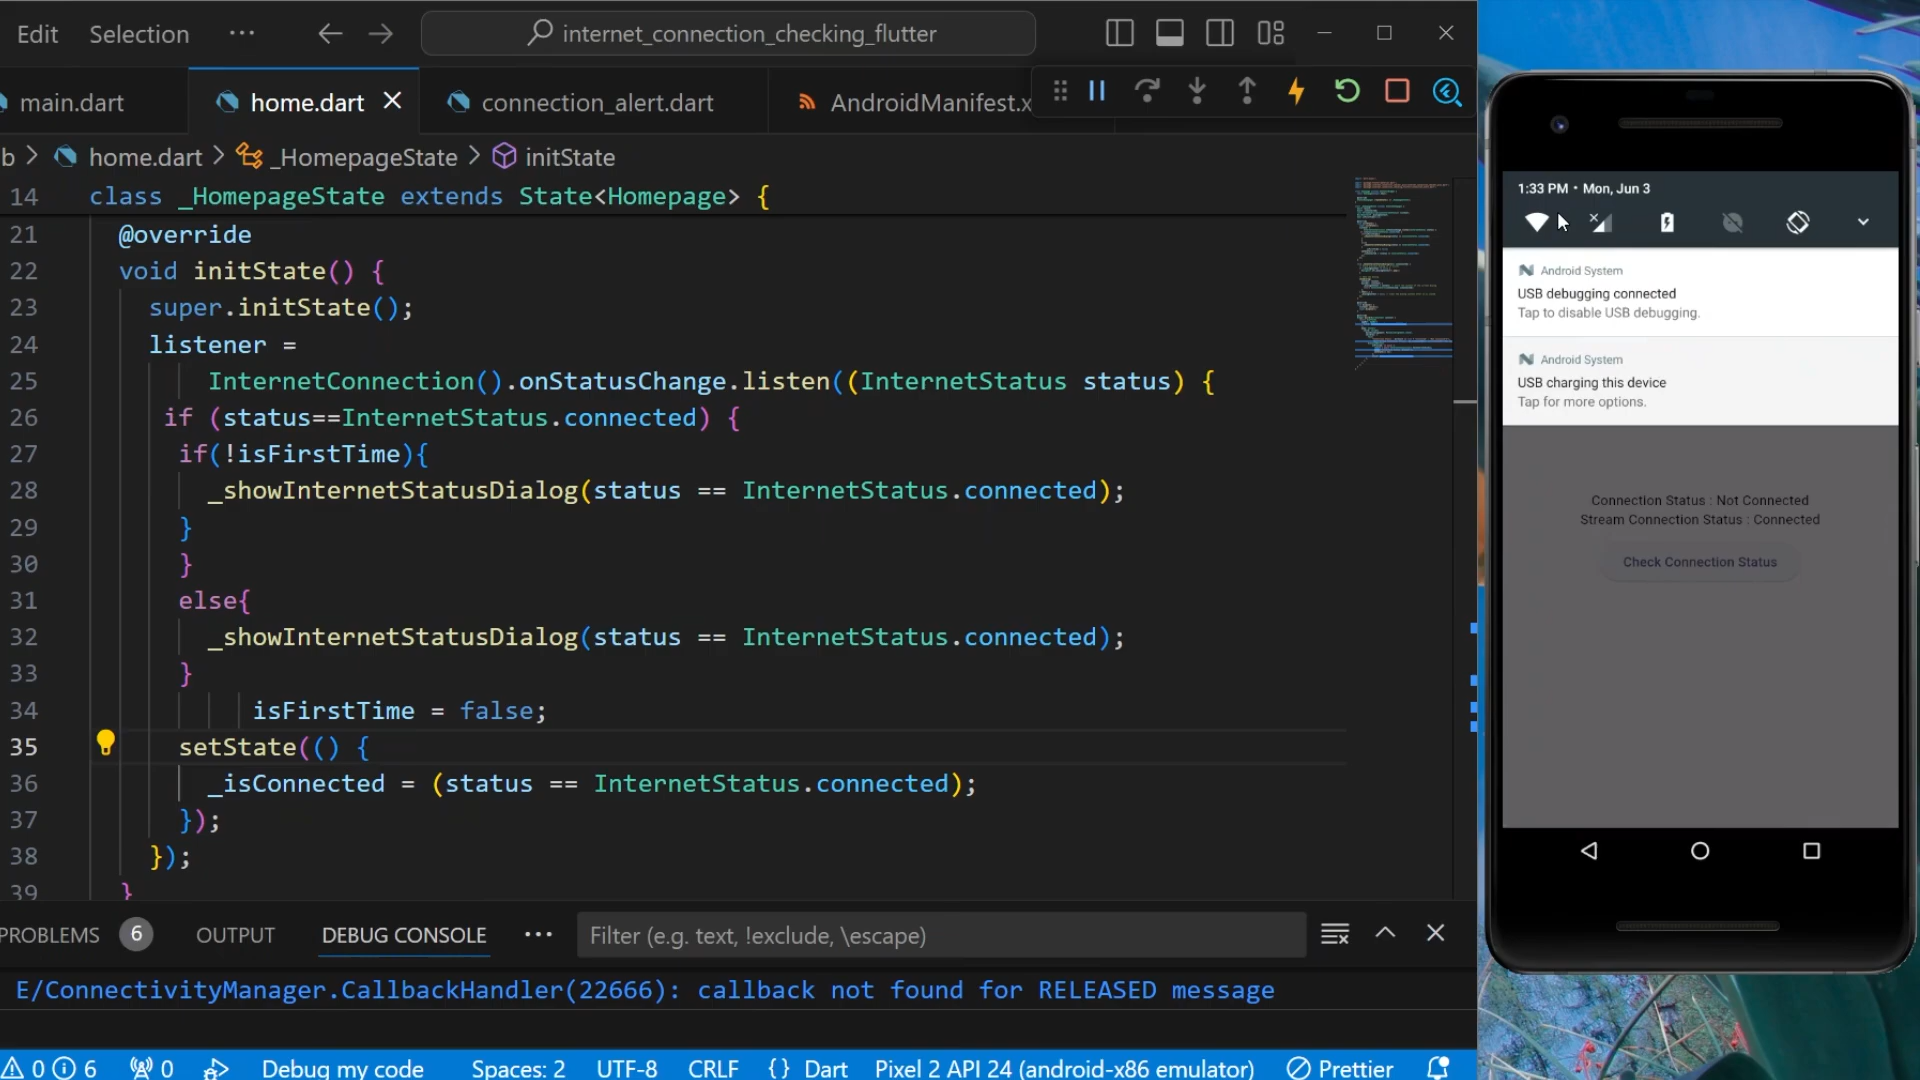 Edit Selection ··· internet_connection_checking_flutter
main.dart home.dart connection_alert.dart AndroidManifest.x
b > home.dart > _HomepageState > initState
14 class _HomepageState extends State<Homepage> {
21 @override
22 void initState() {
23 super.initState();
24 listener =
25 InternetConnection().onStatusChange.listen((InternetStatus status) {
26 if (status==InternetStatus.connected) {
27 if(!isFirstTime){
28 _showInternetStatusDialog(status == InternetStatus.connected);
29 }
30 }
31 else{
32 _showInternetStatusDialog(status == InternetStatus.connected);
33 }
34 isFirstTime = false;
35 setState(() {
36 _isConnected = (status == InternetStatus.connected);
37 });
38 });
39 }
PROBLEMS 6 OUTPUT DEBUG CONSOLE ··· Filter (e.g. text, !exclude, \escape)
E/ConnectivityManager.CallbackHandler(22666): callback not found for RELEASED message
0 6 0 Debug my code Spaces: 2 UTF-8 CRLF {} Dart Pixel 2 API 24 (android-x86 emulator) Prettier
1:33 PM • Mon, Jun 3
Android System
USB debugging connected
Tap to disable USB debugging.
Android System
USB charging this device
Tap for more options.
Connection Status : Not Connected
Stream Connection Status : Connected
Check Connection Status